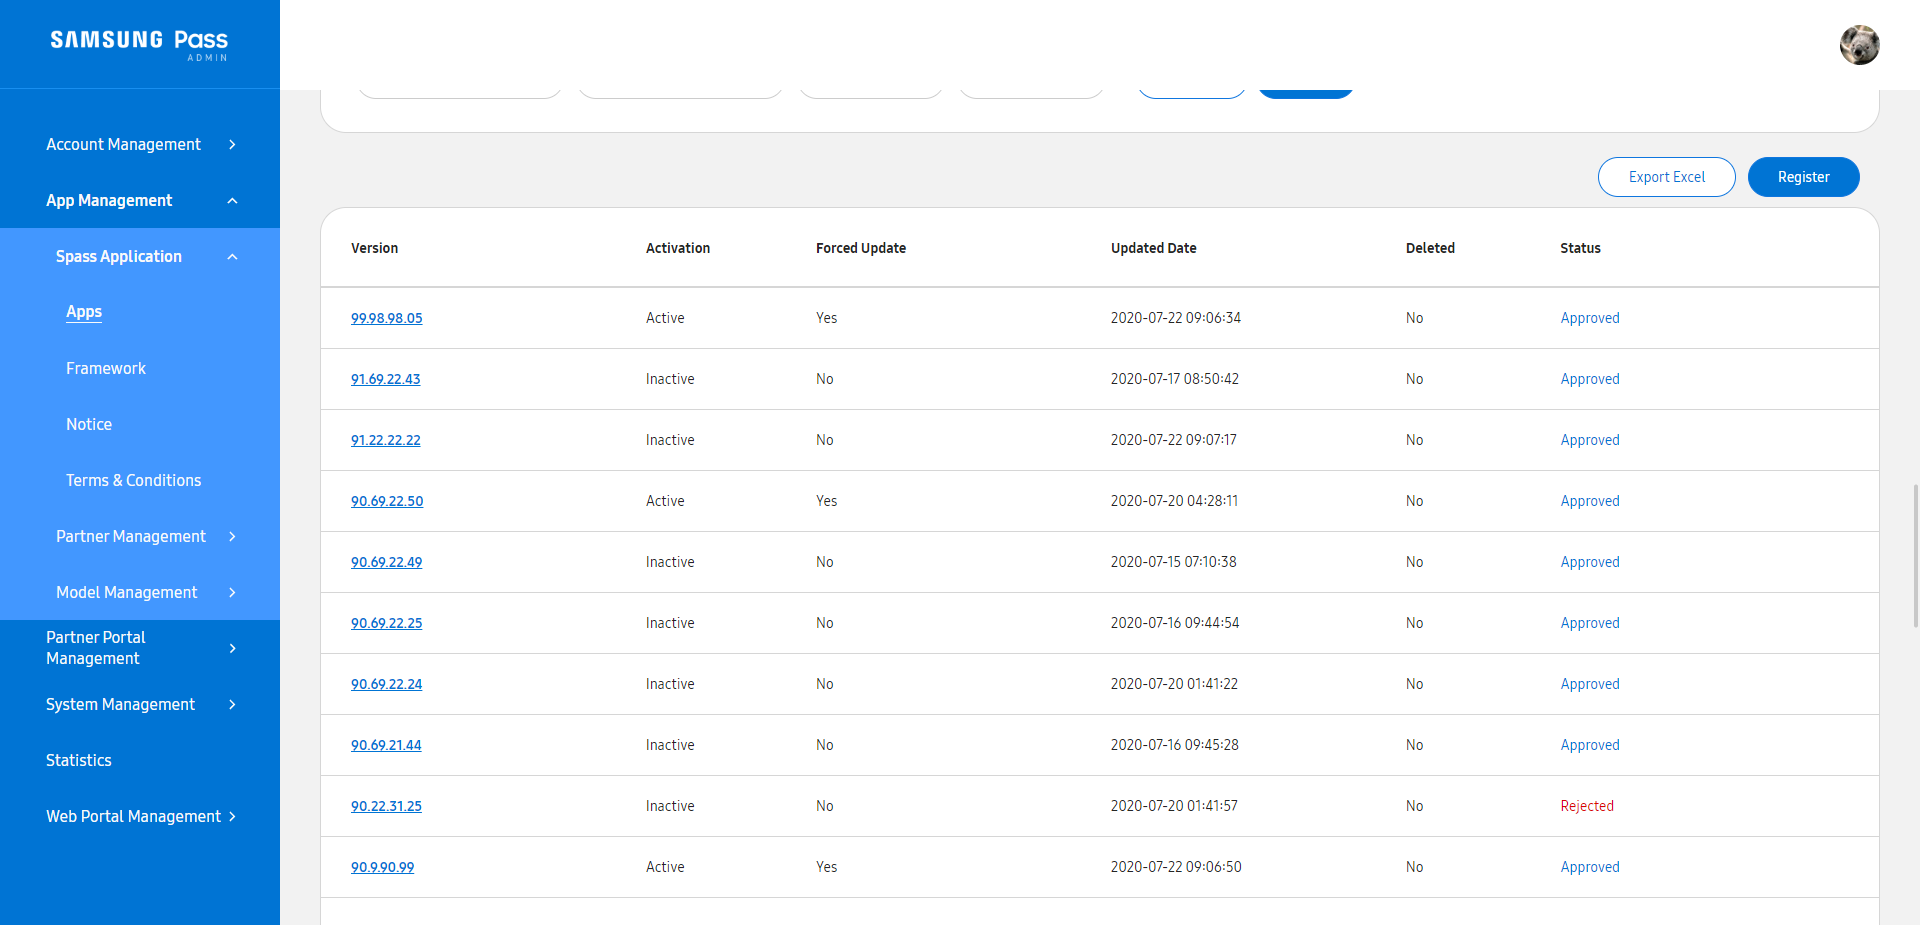 SAMSUNG Pass
ADMIN
Account Management
App Management
Spass Application
Apps
Framework
Notice
Terms & Conditions
Partner Management
Model Management
Partner Portal
Management
System Management
Statistics
Web Portal Management
Export Excel Register
Version Activation Forced Update Updated Date Deleted Status
99.98.98.05 Active Yes 2020-07-22 09:06:34 No Approved
91.69.22.43 Inactive No 2020-07-17 08:50:42 No Approved
91.22.22.22 Inactive No 2020-07-22 09:07:17 No Approved
90.69.22.50 Active Yes 2020-07-20 04:28:11 No Approved
90.69.22.49 Inactive No 2020-07-15 07:10:38 No Approved
90.69.22.25 Inactive No 2020-07-16 09:44:54 No Approved
90.69.22.24 Inactive No 2020-07-20 01:41:22 No Approved
90.69.21.44 Inactive No 2020-07-16 09:45:28 No Approved
90.22.31.25 Inactive No 2020-07-20 01:41:57 No Rejected
90.9.90.99 Active Yes 2020-07-22 09:06:50 No Approved